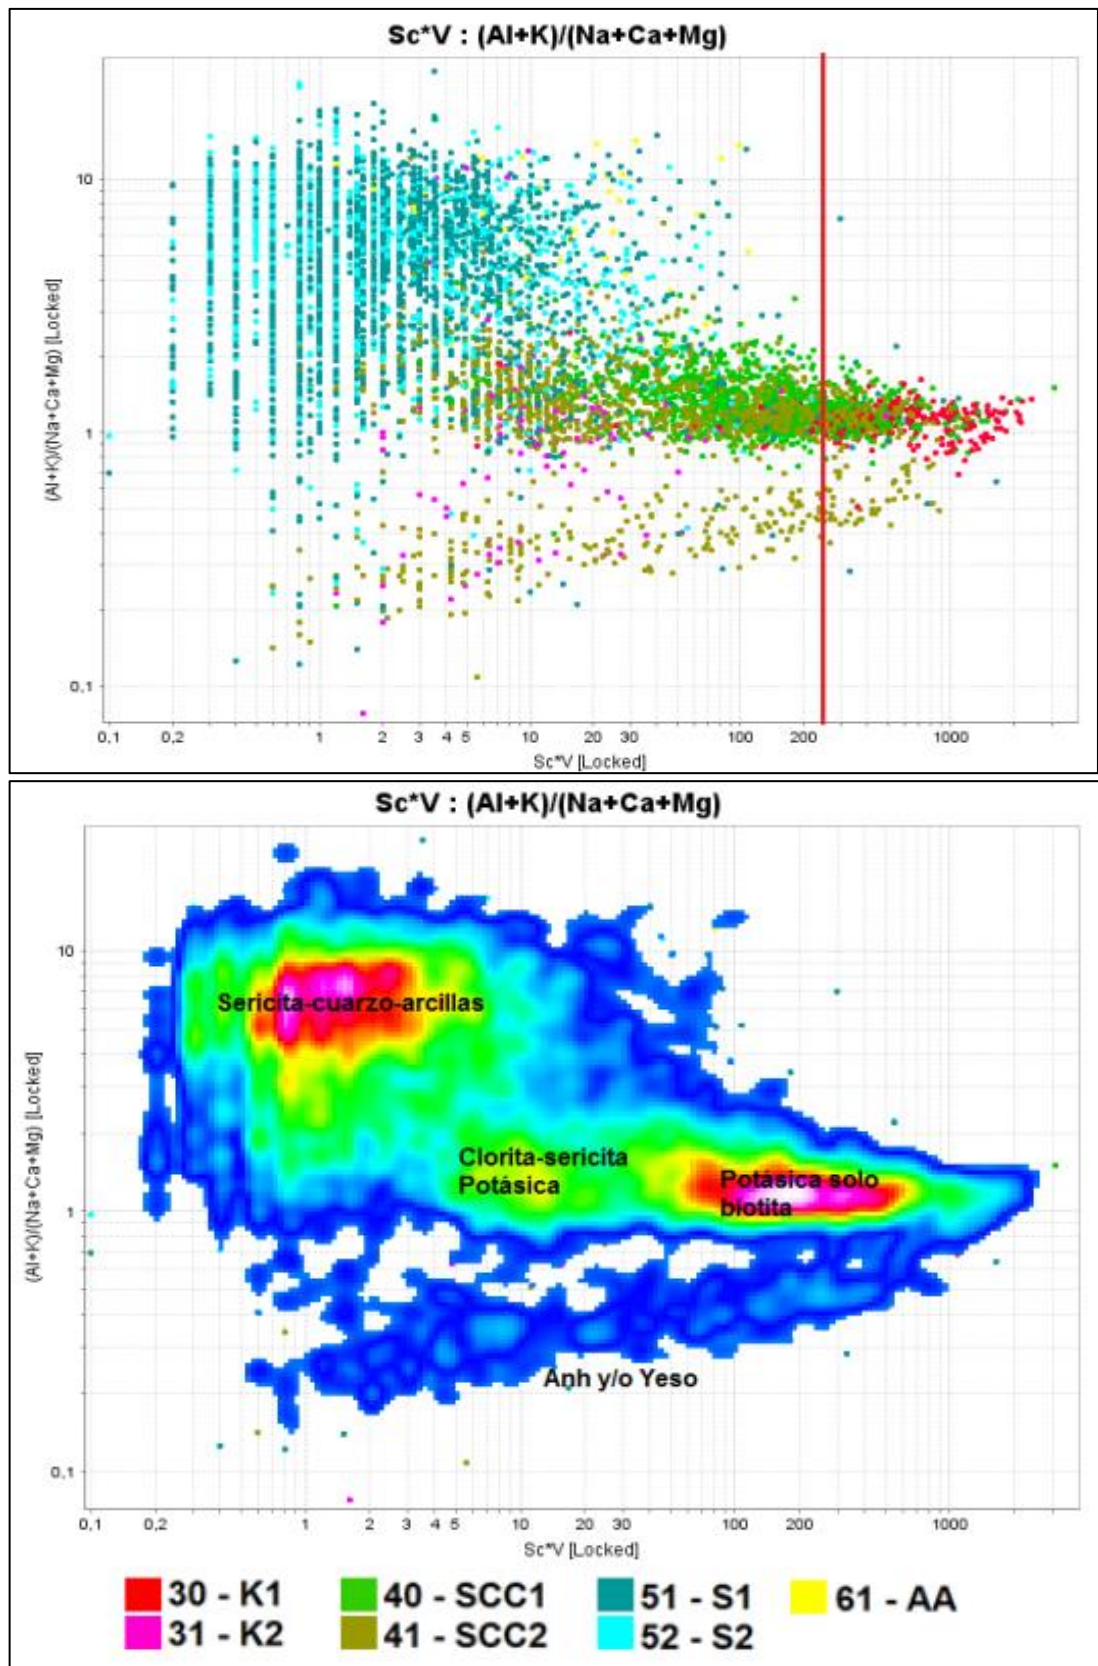 Sc*V : (Al+K)/(Na+Ca+Mg)
(Al+K)/(Na+Ca+Mg) [Locked]
10
1
0,1
0,1 0,2 1 2 3 4 5 10 20 30 100 200 1000
Sc*V [Locked]
Sc*V : (Al+K)/(Na+Ca+Mg)
(Al+K)/(Na+Ca+Mg) [Locked]
10
Sericita-cuarzo-arcillas
Clorita-sericita
Potásica
Potásica solo
biotita
1
Anh y/o Yeso
0,1
0,1 0,2 1 2 3 4 5 10 20 30 100 200 1000
Sc*V [Locked]
30 - K1 40 - SCC1 51 - S1 61 - AA
31 - K2 41 - SCC2 52 - S2